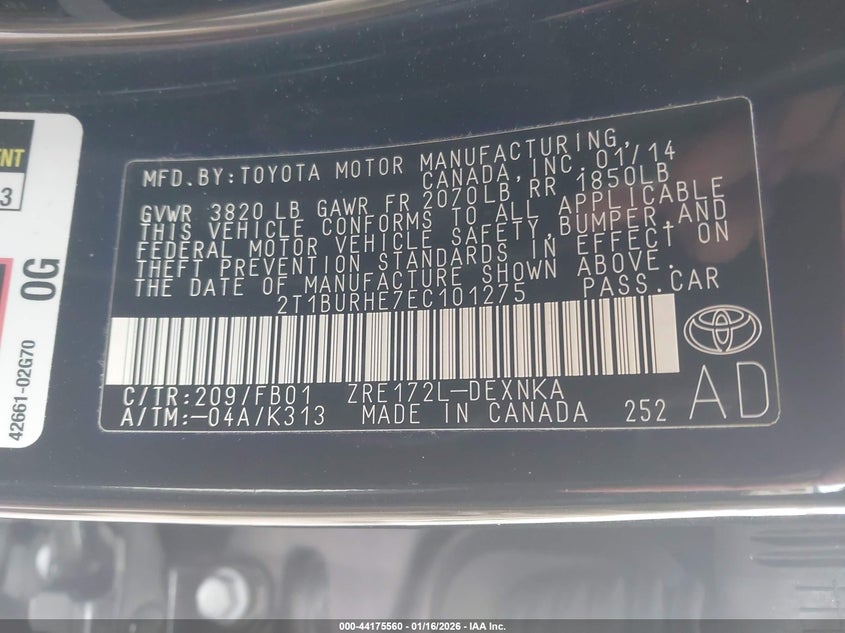 ENT
3
0G
42661-02G70
MFD.BY:TOYOTA MOTOR MANUFACTURING,
CANADA,INC. 01/14
GVWR 3820 LB GAWR FR 2070LB RR 1850LB
THIS VEHICLE CONFORMS TO ALL APPLICABLE
FEDERAL MOTOR VEHICLE SAFETY,BUMPER,AND
THEFT PREVENTION STANDARDS IN EFFECT ON
THE DATE OF MANUFACTURE SHOWN ABOVE.
2T1BURHE7EC101275 PASS.CAR
C/TR:209/FB01 ZRE172L-DEXNKA
A/TM:-04A/K313 MADE IN CANADA 252
AD
000-44175560 - 01/16/2026 - IAA Inc.